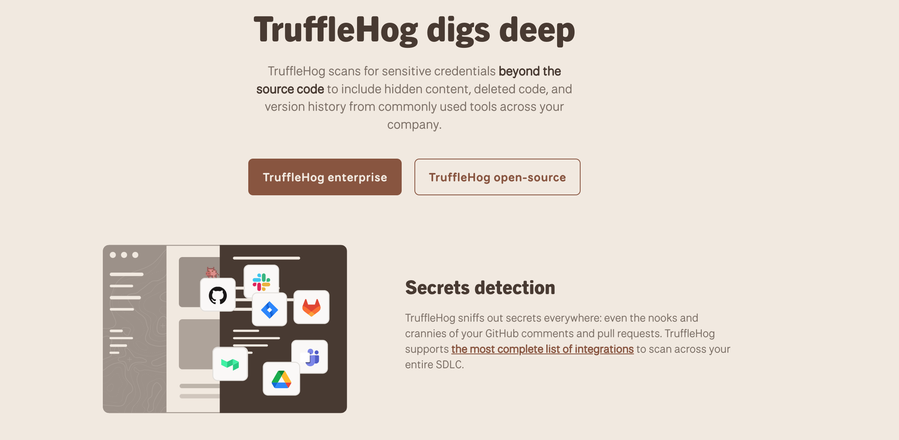 TruffleHog digs deep
TruffleHog scans for sensitive credentials beyond the
source code to include hidden content, deleted code, and
version history from commonly used tools across your
company.
TruffleHog enterprise
TruffleHog open-source
Secrets detection
TruffleHog sniffs out secrets everywhere: even the nooks and
crannies of your GitHub comments and pull requests. TruffleHog
supports the most complete list of integrations to scan across your
entire SDLC.